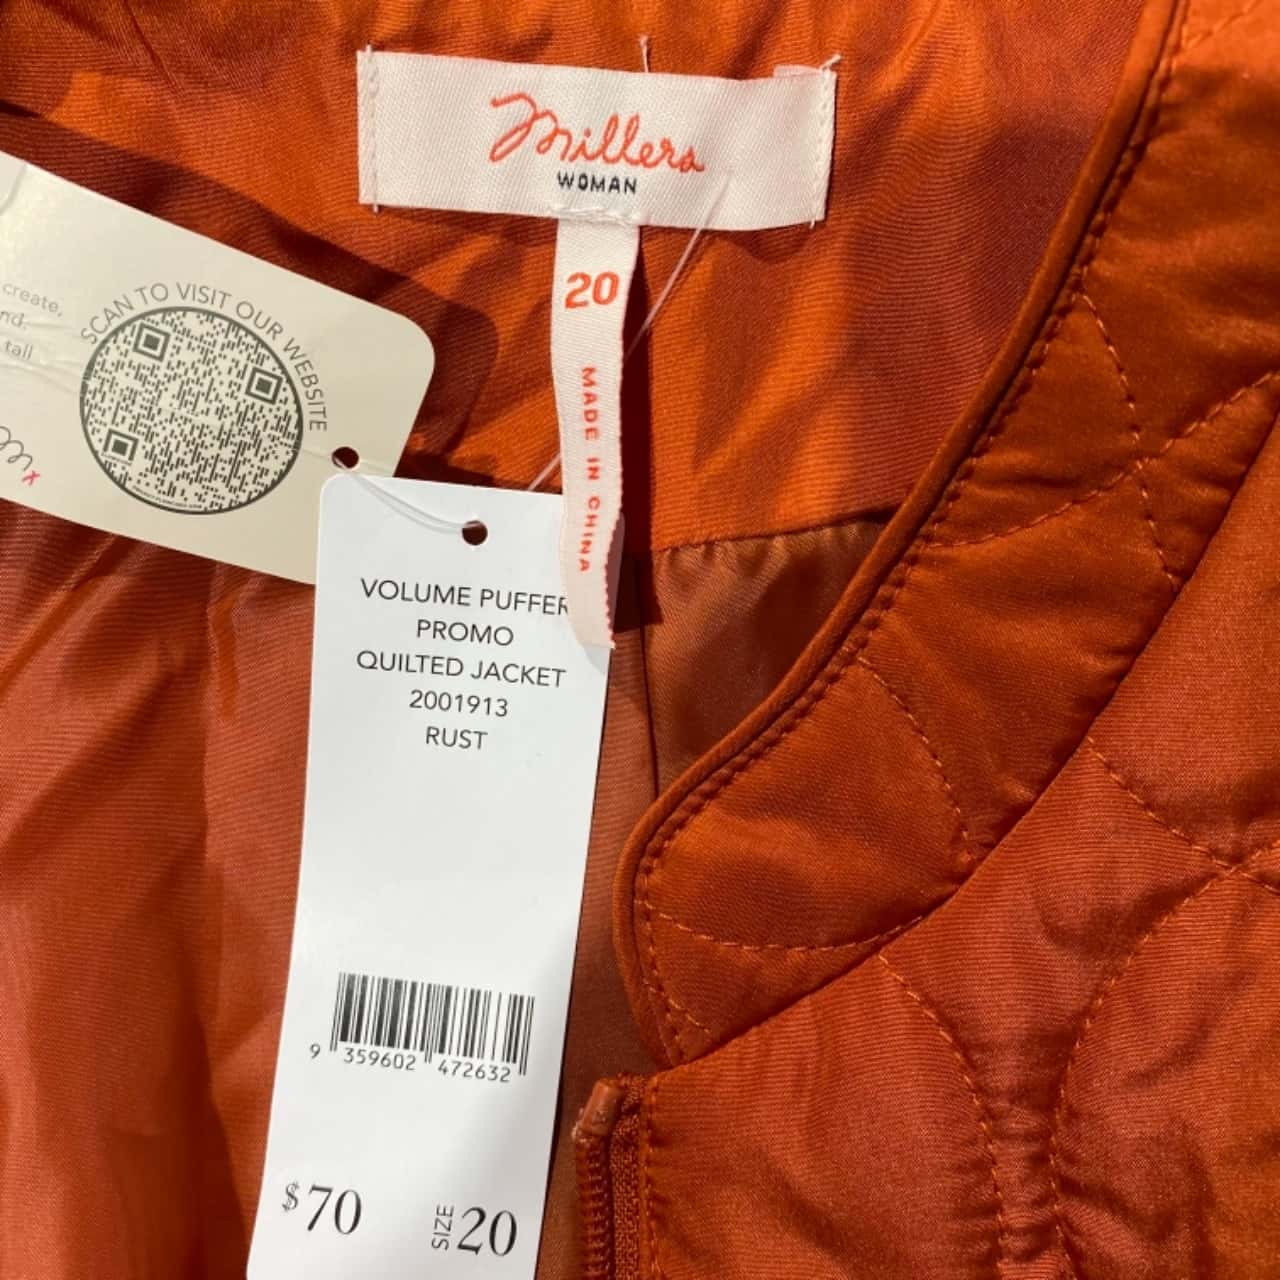 Millers
WOMAN
20
MADE IN CHINA
create,
nd.
tall
SCAN TO VISIT OUR WEBSITE
x
VOLUME PUFFER
PROMO
QUILTED JACKET
2001913
RUST
9 359602 472632
$70
SIZE 20